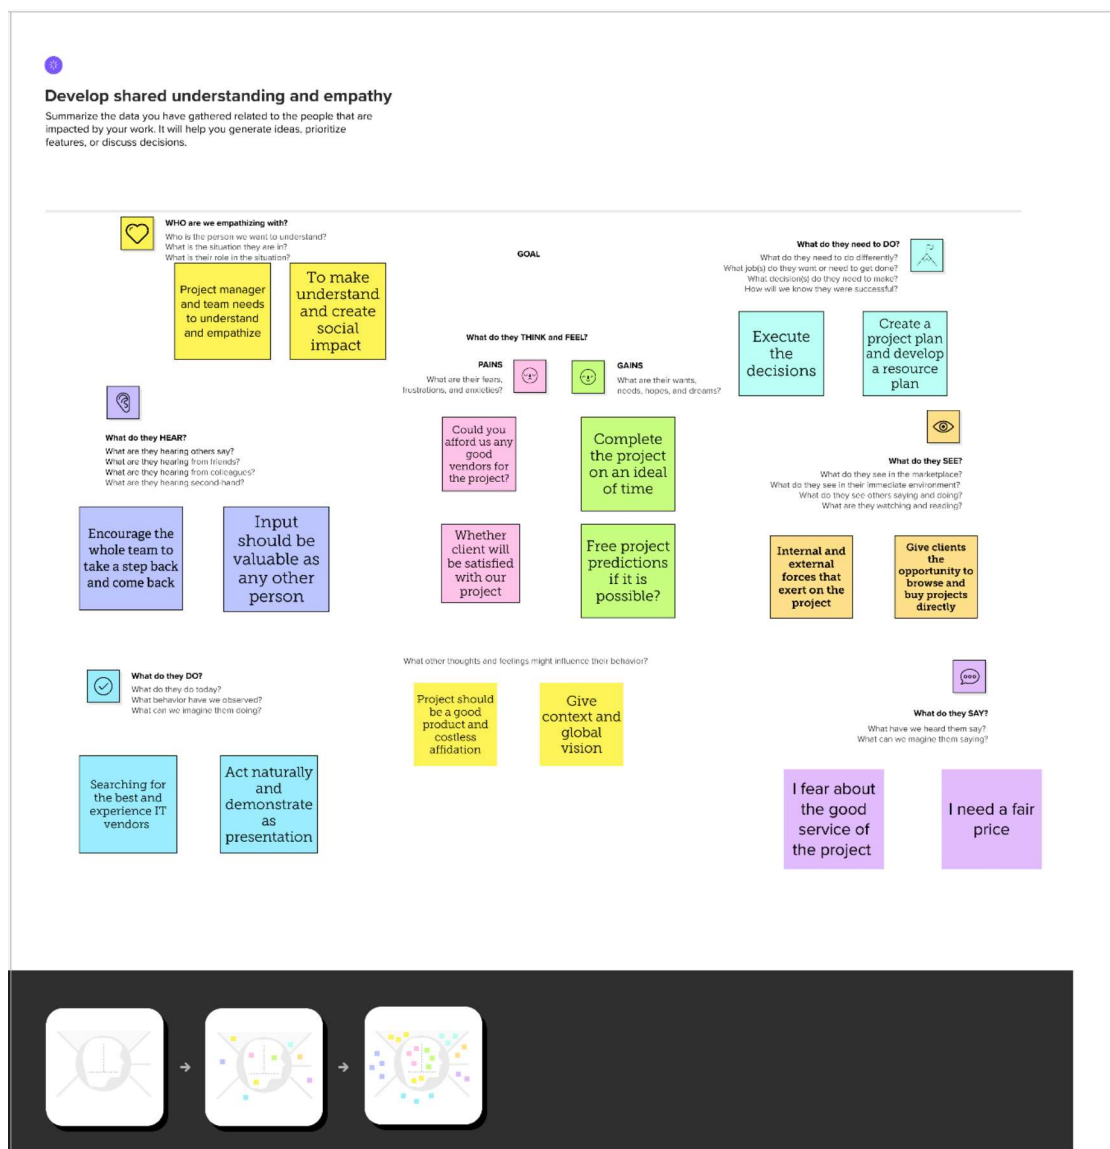 Develop shared understanding and empathy
Summarize the data you have gathered related to the people that are
impacted by your work. It will help you generate ideas, prioritize
features, or discuss decisions.
WHO are we empathizing with?
Who is the person we want to understand?
What is the situation they are in?
What is their role in the situation?
Project manager
and team needs
to understand
and empathize
To make
understand
and create
social
impact
GOAL
What do they need to DO?
What do they need to do differently?
What job(s) do they want or need to get done?
What decision(s) do they need to make?
How will we know they were successful?
Execute
the
decisions
Create a
project plan
and develop
a resource
plan
What do they THINK and FEEL?
PAINS
What are their fears,
frustrations, and anxieties?
GAINS
What are their wants,
needs, hopes, and dreams?
Could you
afford us any
good
vendors for
the project?
Complete
the project
on an ideal
of time
Whether
client will
be satisfied
with our
project
Free project
predictions
if it is
possible?
What do they HEAR?
What are they hearing others say?
What are they hearing from friends?
What are they hearing from colleagues?
What are they hearing second-hand?
Encourage the
whole team to
take a step back
and come back
Input
should be
valuable as
any other
person
What do they SEE?
What do they see in the marketplace?
What do they see in their immediate environment?
What do they see others saying and doing?
What are they watching and reading?
Internal and
external
forces that
exert on the
project
Give clients
the
opportunity to
browse and
buy projects
directly
What other thoughts and feelings might influence their behavior?
Project should
be a good
product and
costless
affidation
Give
context and
global
vision
What do they DO?
What do they do today?
What behavior have we observed?
What can we imagine them doing?
Searching for
the best and
experience IT
vendors
Act naturally
and
demonstrate
as
presentation
What do they SAY?
What have we heard them say?
What can we magine them saying?
I fear about
the good
service of
the project
I need a fair
price